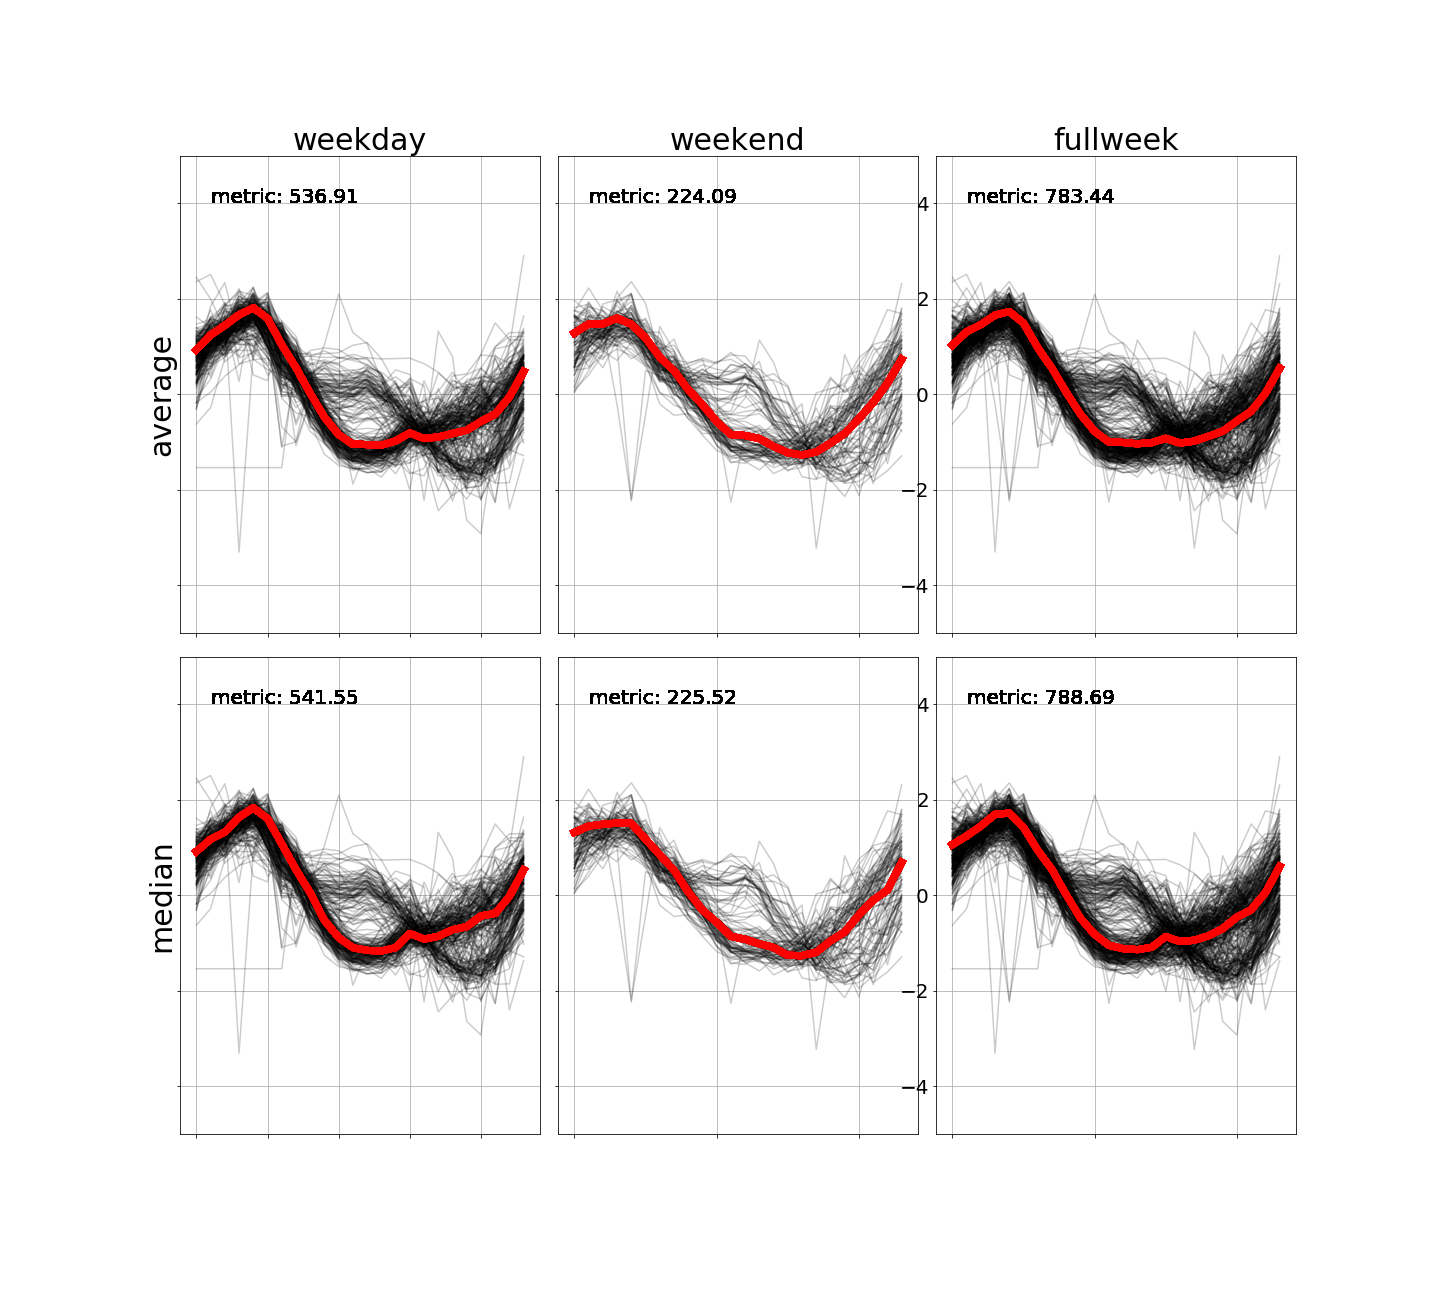 weekday
weekend
fullweek
average
metric: 536.91
metric: 224.09
metric: 783.44
4
2
0
−2
−4
median
metric: 541.55
metric: 225.52
metric: 788.69
4
2
0
−2
−4